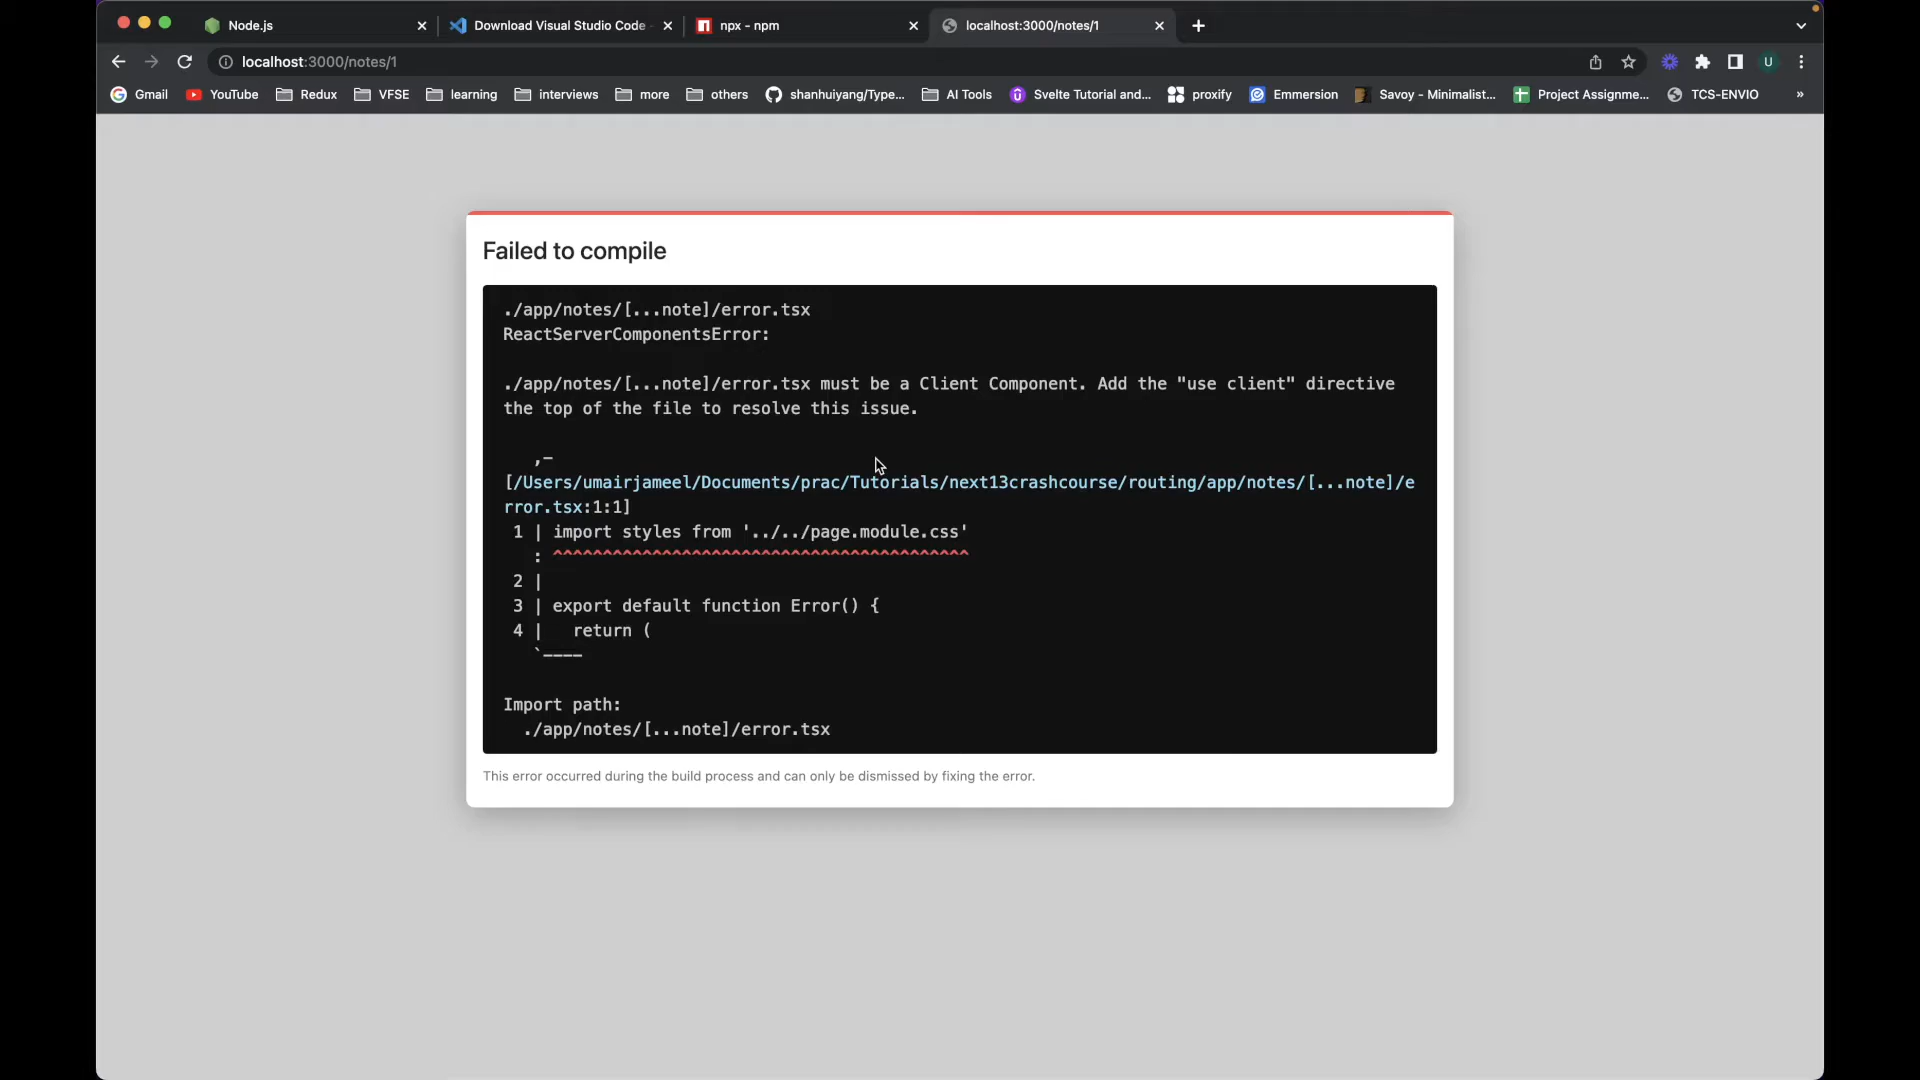 Node.js
Download Visual Studio Code
npx - npm
localhost:3000/notes/1
localhost:3000/notes/1
U
Gmail
YouTube
Redux
VFSE
learning
interviews
more
others
shanhuiyang/Type...
AI Tools
Svelte Tutorial and...
proxify
Emmersion
Savoy - Minimalist...
Project Assignme...
TCS-ENVIO
»
Failed to compile
./app/notes/[...note]/error.tsx
ReactServerComponentsError:
./app/notes/[...note]/error.tsx must be a Client Component. Add the "use client" directive
the top of the file to resolve this issue.
,-
[/Users/umairjameel/Documents/prac/Tutorials/next13crashcourse/routing/app/notes/[...note]/e
rror.tsx:1:1]
1 | import styles from '../../page.module.css'
: ^^^^^^^^^^^^^^^^^^^^^^^^^^^^^^^^^^^^^^^^^^
2 |
3 | export default function Error() {
4 |   return (
`----
Import path:
./app/notes/[...note]/error.tsx
This error occurred during the build process and can only be dismissed by fixing the error.